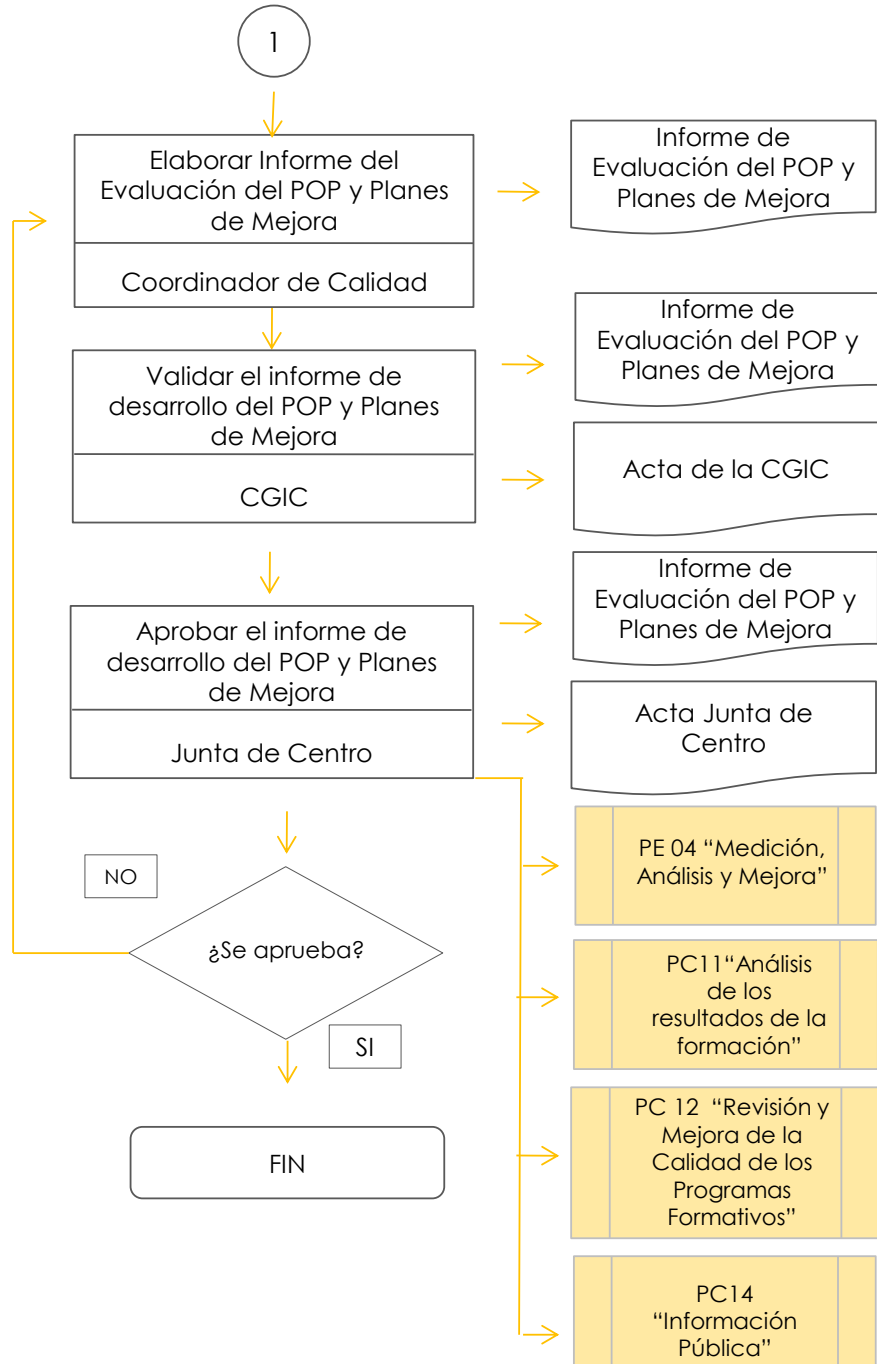 1
Elaborar Informe del
Evaluación del POP y Planes
de Mejora
Coordinador de Calidad
Informe de
Evaluación del POP y
Planes de Mejora
Validar el informe de
desarrollo del POP y Planes
de Mejora
CGIC
Informe de
Evaluación del POP y
Planes de Mejora
Acta de la CGIC
Aprobar el informe de
desarrollo del POP y Planes
de Mejora
Junta de Centro
Informe de
Evaluación del POP y
Planes de Mejora
Acta Junta de
Centro
PE 04 “Medición,
Análisis y Mejora”
NO
¿Se aprueba?
SI
FIN
PC11“Análisis
de los
resultados de la
formación”
PC 12 “Revisión y
Mejora de la
Calidad de los
Programas
Formativos”
PC14
“Información
Pública”